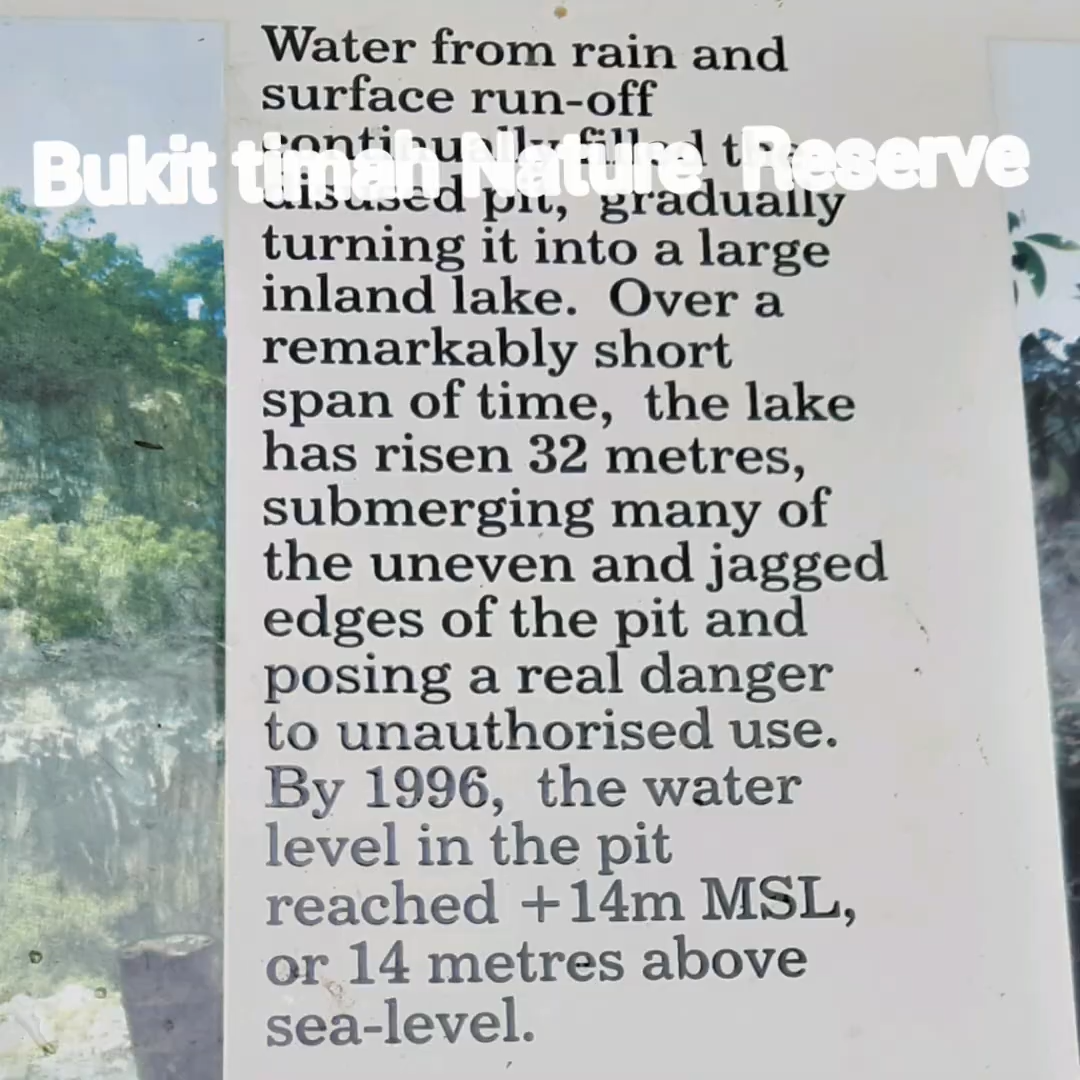 Water from rain and
surface run-off
continually filled the
Bukit timah Nature Reserve
disused pit, gradually
turning it into a large
inland lake. Over a
remarkably short
span of time, the lake
has risen 32 metres,
submerging many of
the uneven and jagged
edges of the pit and
posing a real danger
to unauthorised use.
By 1996, the water
level in the pit
reached +14m MSL,
or 14 metres above
sea-level.